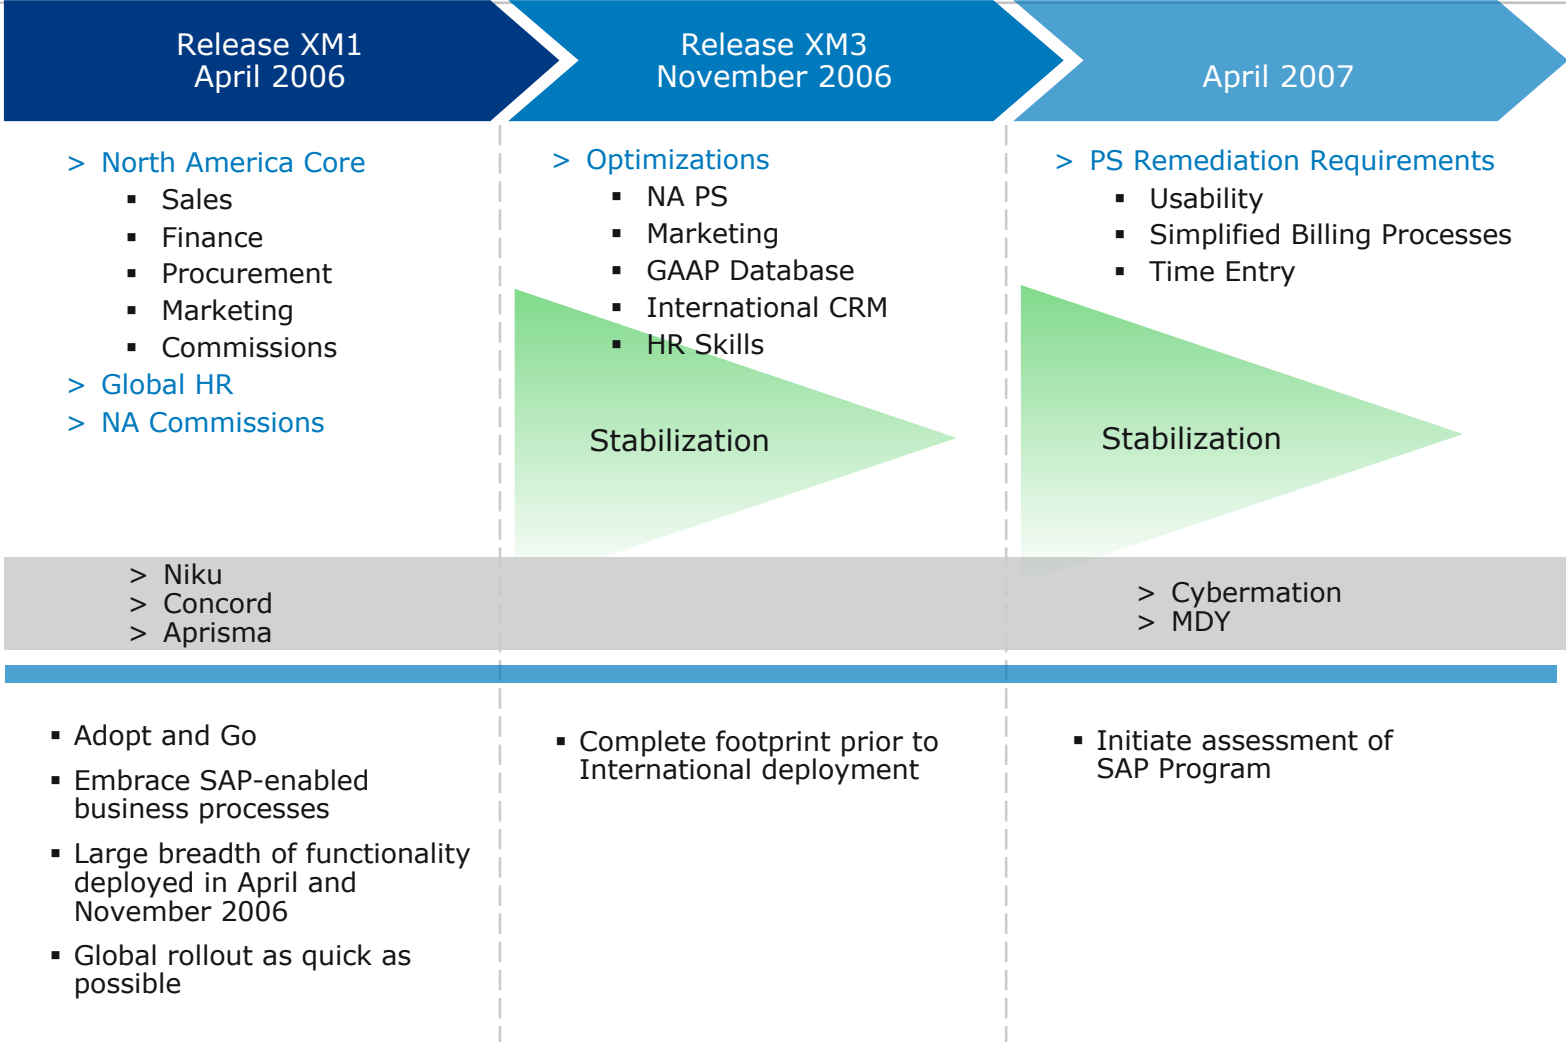 Release XM1
April 2006
Release XM3
November 2006
April 2007
> North America Core
▪ Sales
▪ Finance
▪ Procurement
▪ Marketing
▪ Commissions
> Global HR
> NA Commissions
> Optimizations
▪ NA PS
▪ Marketing
▪ GAAP Database
▪ International CRM
▪ HR Skills
Stabilization
> PS Remediation Requirements
▪ Usability
▪ Simplified Billing Processes
▪ Time Entry
Stabilization
> Niku
> Concord
> Aprisma
> Cybermation
> MDY
▪ Adopt and Go
▪ Embrace SAP-enabled
business processes
▪ Large breadth of functionality
deployed in April and
November 2006
▪ Global rollout as quick as
possible
▪ Complete footprint prior to
International deployment
▪ Initiate assessment of
SAP Program